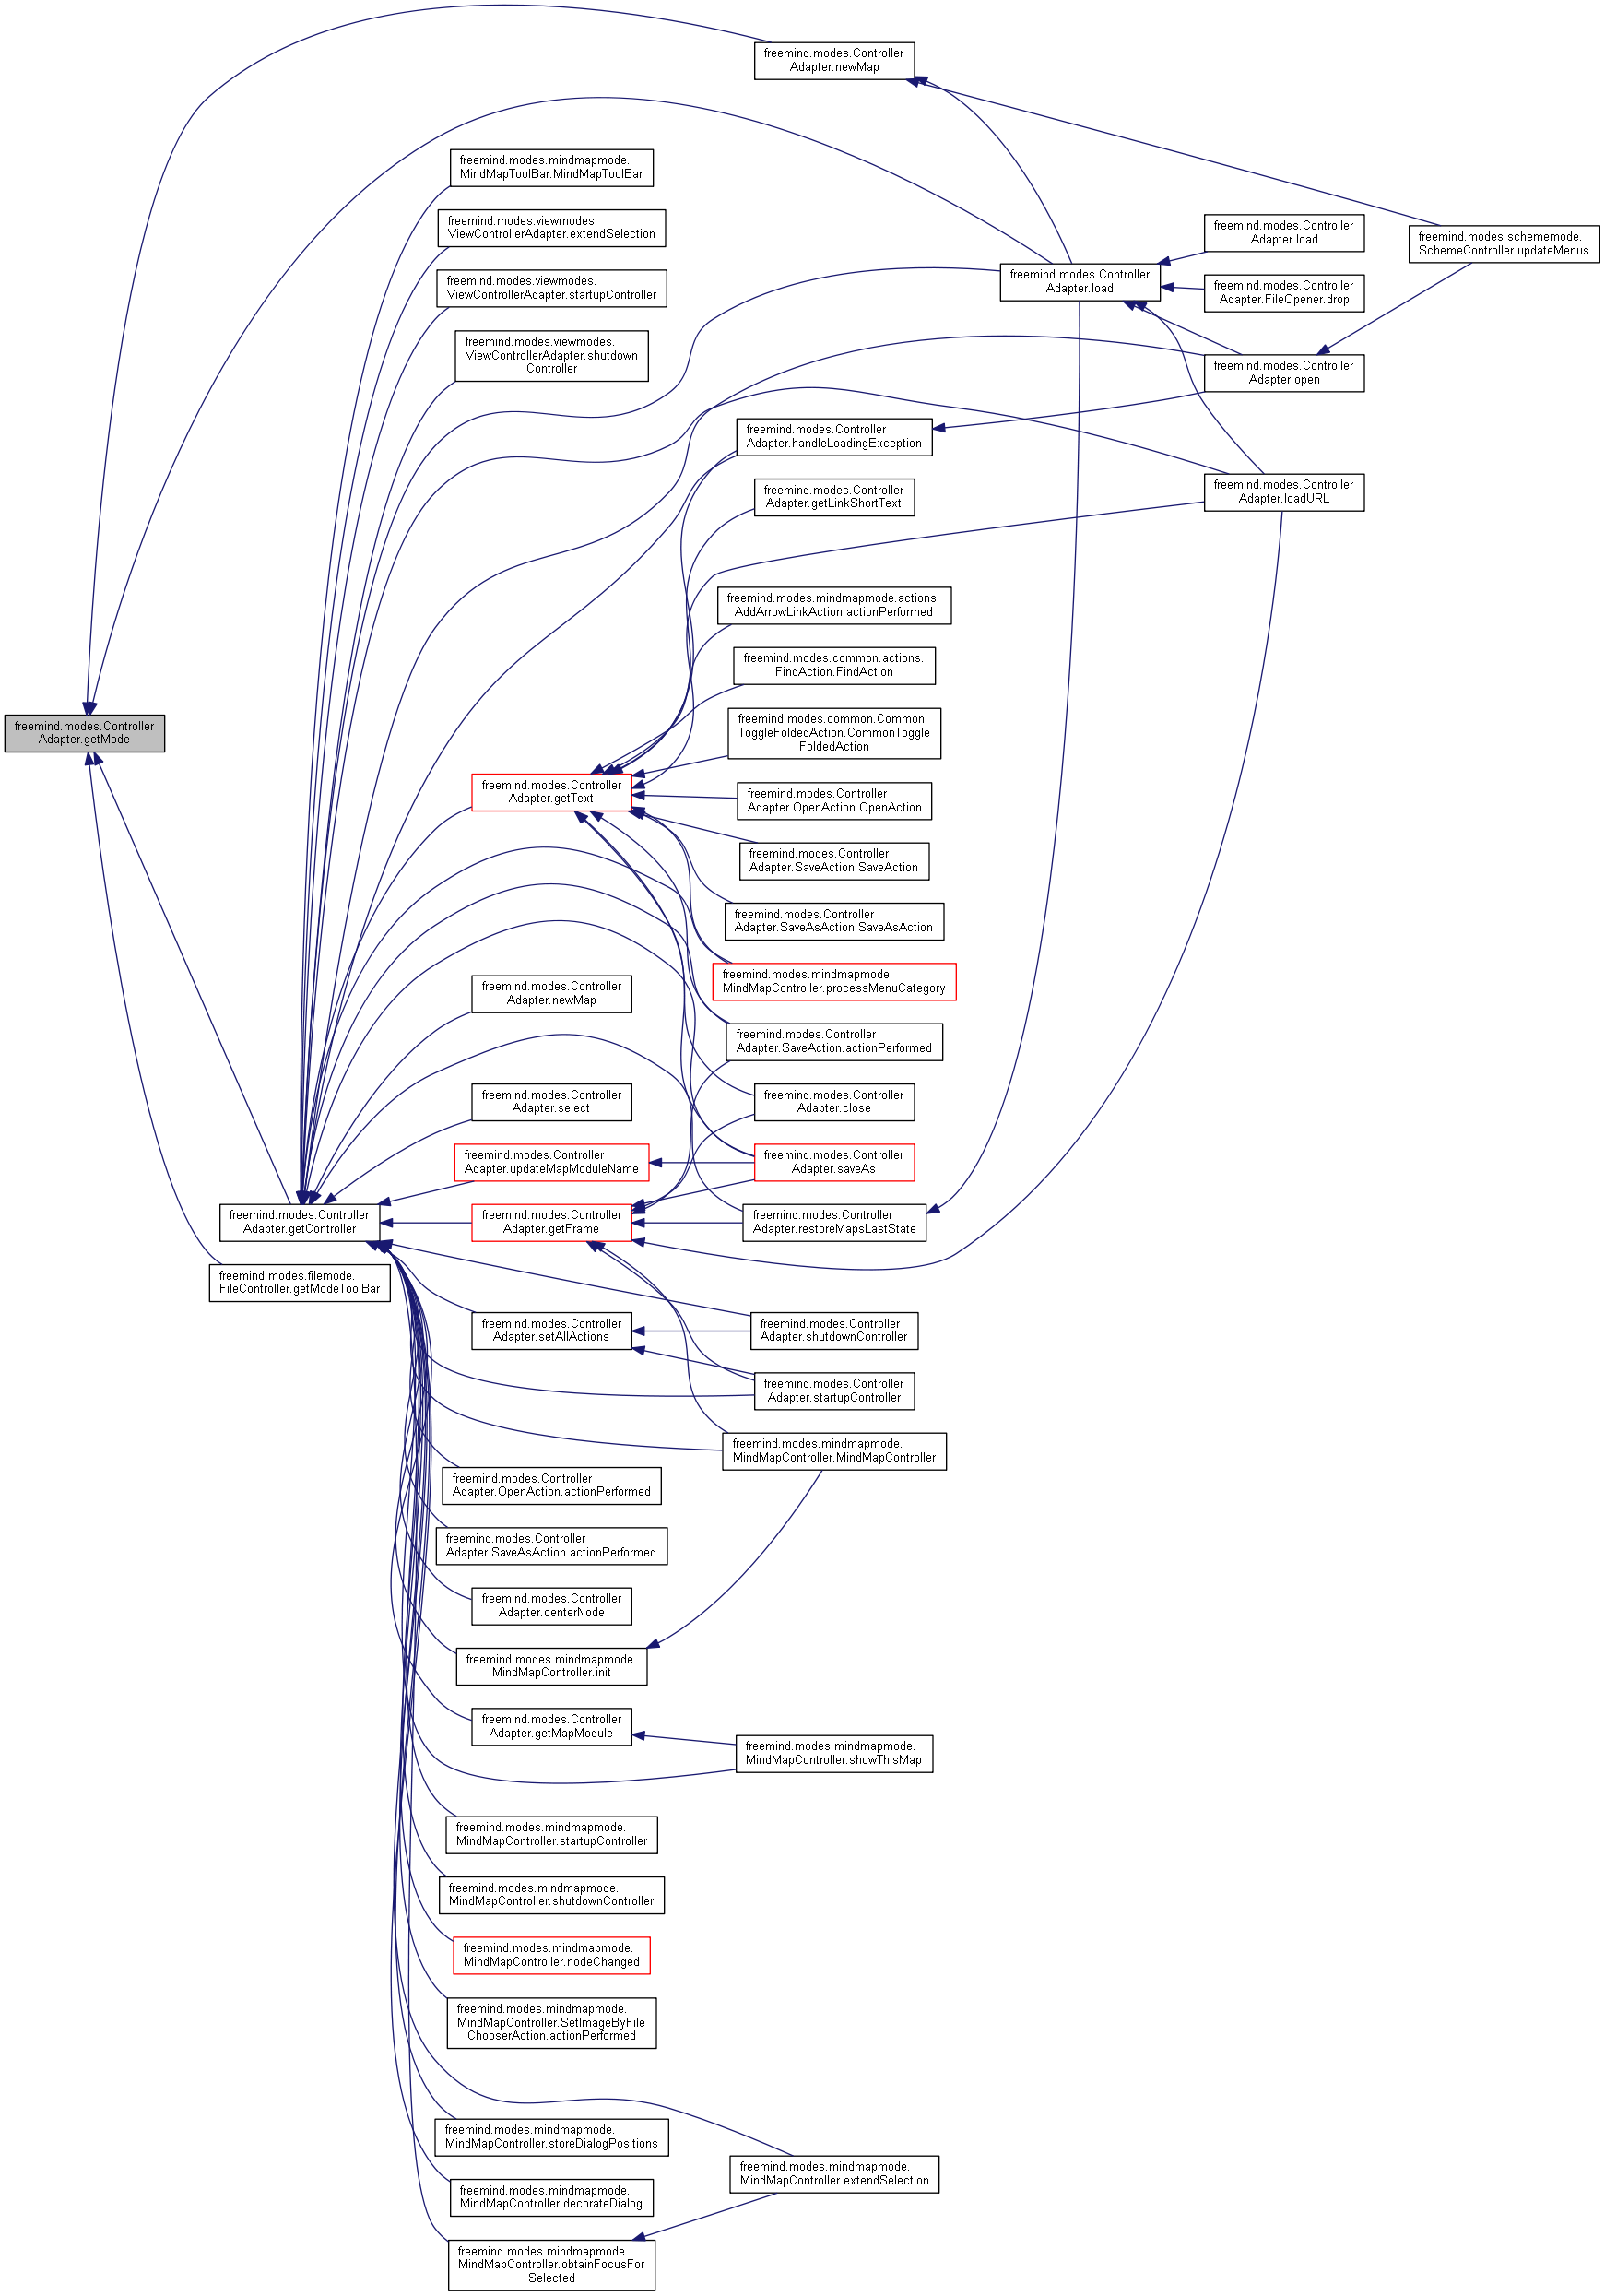 freemind.modes.Controller
Adapter.newMap
freemind.modes.mindmapmode.
MindMapToolBar.MindMapToolBar
freemind.modes.viewmodes.
ViewControllerAdapter.extendSelection
freemind.modes.Controller
Adapter.load
freemind.modes.schememode.
SchemeController.updateMenus
freemind.modes.viewmodes.
ViewControllerAdapter.startupController
freemind.modes.Controller
Adapter.load
freemind.modes.Controller
Adapter.FileOpener.drop
freemind.modes.viewmodes.
ViewControllerAdapter.shutdown
Controller
freemind.modes.Controller
Adapter.open
freemind.modes.Controller
Adapter.handleLoadingException
freemind.modes.Controller
Adapter.getLinkShortText
freemind.modes.Controller
Adapter.loadURL
freemind.modes.mindmapmode.actions.
AddArrowLinkAction.actionPerformed
freemind.modes.common.actions.
FindAction.FindAction
freemind.modes.Controller
Adapter.getMode
freemind.modes.common.Common
ToggleFoldedAction.CommonToggle
FoldedAction
freemind.modes.Controller
Adapter.getText
freemind.modes.Controller
Adapter.OpenAction.OpenAction
freemind.modes.Controller
Adapter.SaveAction.SaveAction
freemind.modes.Controller
Adapter.SaveAsAction.SaveAsAction
freemind.modes.mindmapmode.
MindMapController.processMenuCategory
freemind.modes.Controller
Adapter.newMap
freemind.modes.Controller
Adapter.SaveAction.actionPerformed
freemind.modes.Controller
Adapter.select
freemind.modes.Controller
Adapter.close
freemind.modes.Controller
Adapter.updateMapModuleName
freemind.modes.Controller
Adapter.saveAs
freemind.modes.Controller
Adapter.getController
freemind.modes.Controller
Adapter.getFrame
freemind.modes.Controller
Adapter.restoreMapsLastState
freemind.modes.filemode.
FileController.getModeToolBar
freemind.modes.Controller
Adapter.setAllActions
freemind.modes.Controller
Adapter.shutdownController
freemind.modes.Controller
Adapter.startupController
freemind.modes.mindmapmode.
MindMapController.MindMapController
freemind.modes.Controller
Adapter.OpenAction.actionPerformed
freemind.modes.Controller
Adapter.SaveAsAction.actionPerformed
freemind.modes.Controller
Adapter.centerNode
freemind.modes.mindmapmode.
MindMapController.init
freemind.modes.Controller
Adapter.getMapModule
freemind.modes.mindmapmode.
MindMapController.showThisMap
freemind.modes.mindmapmode.
MindMapController.startupController
freemind.modes.mindmapmode.
MindMapController.shutdownController
freemind.modes.mindmapmode.
MindMapController.nodeChanged
freemind.modes.mindmapmode.
MindMapController.SetImageByFile
ChooserAction.actionPerformed
freemind.modes.mindmapmode.
MindMapController.storeDialogPositions
freemind.modes.mindmapmode.
MindMapController.extendSelection
freemind.modes.mindmapmode.
MindMapController.decorateDialog
freemind.modes.mindmapmode.
MindMapController.obtainFocusFor
Selected